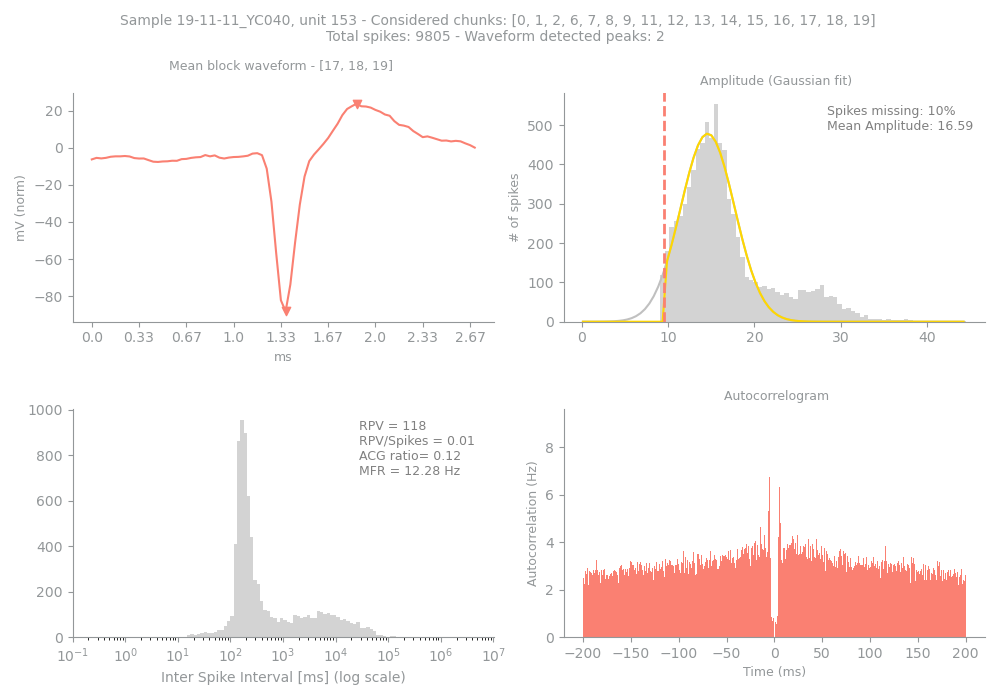 Sample 19-11-11_YC040, unit 153 - Considered chunks: [0, 1, 2, 6, 7, 8, 9, 11, 12, 13, 14, 15, 16, 17, 18, 19]
Total spikes: 9805 - Waveform detected peaks: 2
Mean block waveform - [17, 18, 19]
mV (norm)
20
0
−20
−40
−60
−80
0.0 0.33 0.67 1.0 1.33 1.67 2.0 2.33 2.67
ms
Amplitude (Gaussian fit)
Spikes missing: 10%
Mean Amplitude: 16.59
# of spikes
500
400
300
200
100
0
0 10 20 30 40
1000
800
600
400
200
0
RPV = 118
RPV/Spikes = 0.01
ACG ratio= 0.12
MFR = 12.28 Hz
10⁻¹ 10⁰ 10¹ 10² 10³ 10⁴ 10⁵ 10⁶ 10⁷
Inter Spike Interval [ms] (log scale)
Autocorrelogram
Autocorrelation (Hz)
8
6
4
2
0
−200 −150 −100 −50 0 50 100 150 200
Time (ms)